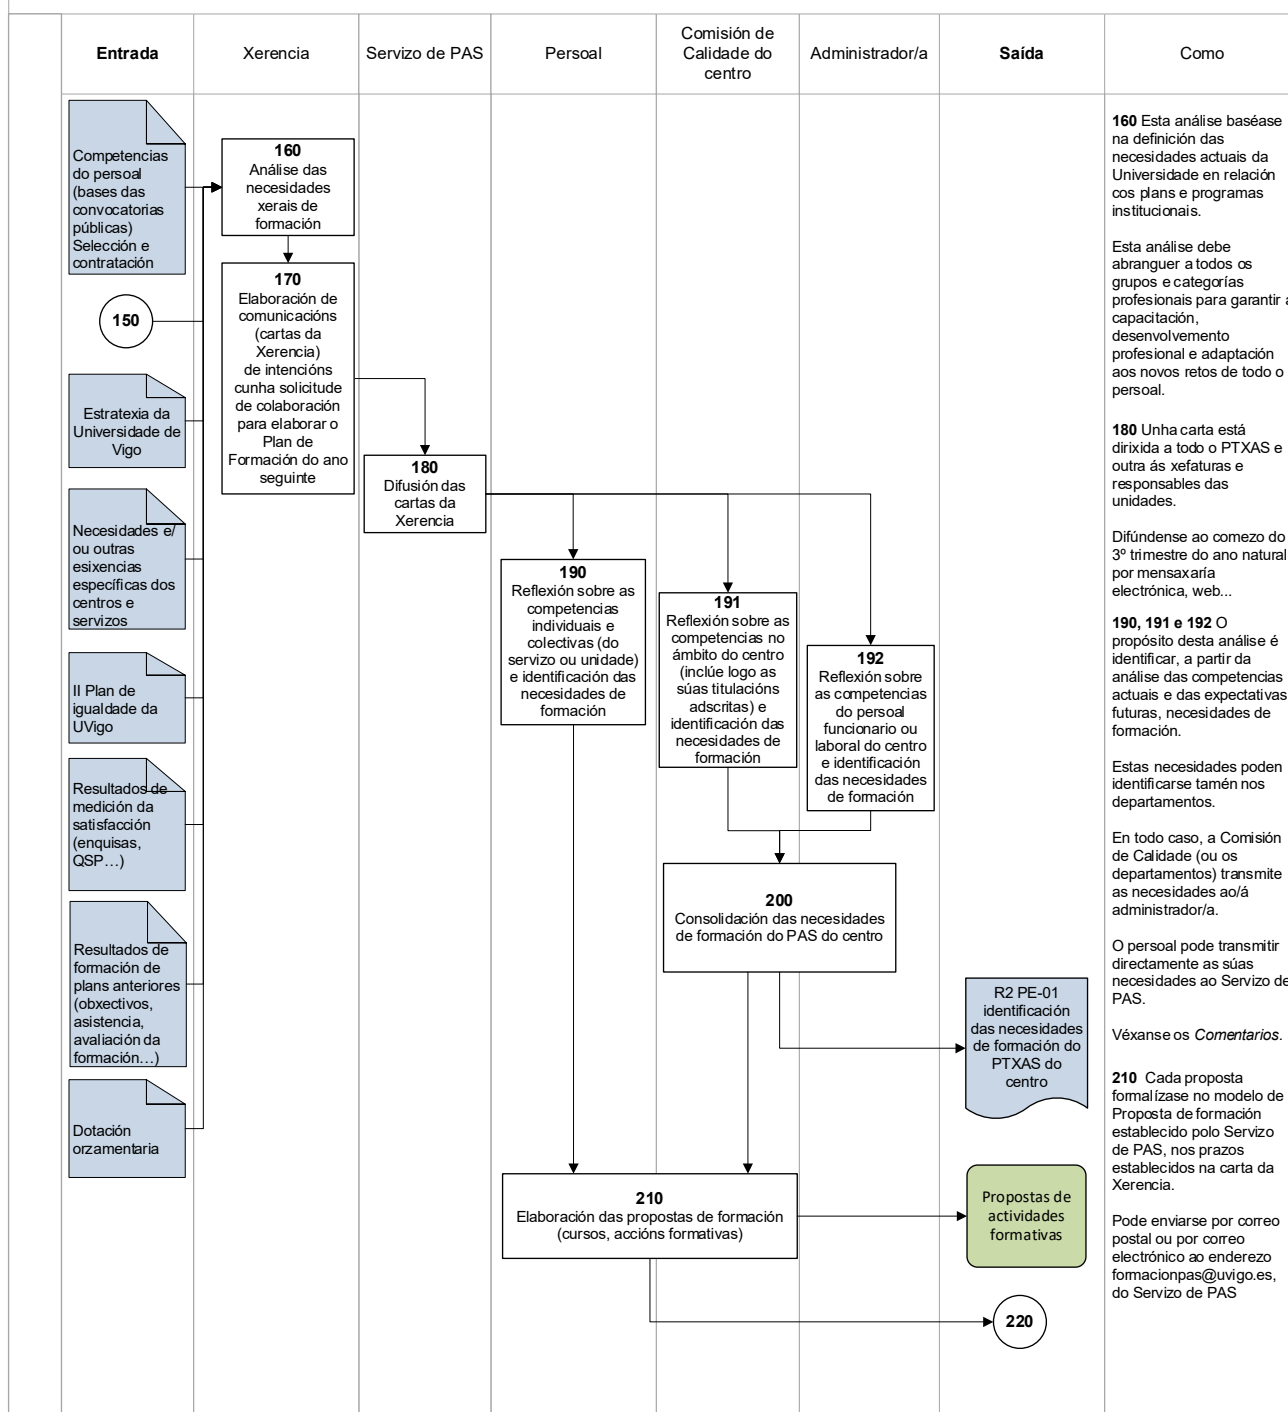 Entrada
Xerencia
Servizo de PAS
Persoal
Comisión de
Calidade do
centro
Administrador/a
Saída
Como
Competencias
do persoal
(bases das
convocatorias
públicas)
Selección e
contratación
150
Estratexia da
Universidade de
Vigo
Necesidades e/
ou outras
esixencias
específicas dos
centros e
servizos
II Plan de
igualdade da
UVigo
Resultados de
medición da
satisfacción
(enquisas,
QSP…)
Resultados de
formación de
plans anteriores
(obxectivos,
asistencia,
avaliación da
formación…)
Dotación
orzamentaria
160
Análise das
necesidades
xerais de
formación
170
Elaboración de
comunicacións
(cartas da
Xerencia)
de intencións
cunha solicitude
de colaboración
para elaborar o
Plan de
Formación do ano
seguinte
180
Difusión das
cartas da
Xerencia
190
Reflexión sobre as
competencias
individuais e
colectivas (do
servizo ou unidade)
e identificación das
necesidades de
formación
191
Reflexión sobre as
competencias no
ámbito do centro
(inclúe logo as
súas titulacións
adscritas) e
identificación das
necesidades de
formación
192
Reflexión sobre
as competencias
do persoal
funcionario ou
laboral do centro
e identificación
das necesidades
de formación
200
Consolidación das necesidades
de formación do PAS do centro
R2 PE-01
identificación
das necesidades
de formación do
PTXAS do
centro
210
Elaboración das propostas de formación
(cursos, accións formativas)
Propostas de
actividades
formativas
220
160 Esta análise baséase
na definición das
necesidades actuais da
Universidade en relación
cos plans e programas
institucionais.
Esta análise debe
abranguer a todos os
grupos e categorías
profesionais para garantir a
capacitación,
desenvolvemento
profesional e adaptación
aos novos retos de todo o
persoal.
180 Unha carta está
dirixida a todo o PTXAS e
outra ás xefaturas e
responsables das
unidades.
Difúndense ao comezo do
3º trimestre do ano natural
por mensaxaría
electrónica, web...
190, 191 e 192 O
propósito desta análise é
identificar, a partir da
análise das competencias
actuais e das expectativas
futuras, necesidades de
formación.
Estas necesidades poden
identificarse tamén nos
departamentos.
En todo caso, a Comisión
de Calidade (ou os
departamentos) transmite
as necesidades ao/á
administrador/a.
O persoal pode transmitir
directamente as súas
necesidades ao Servizo de
PAS.
Véxanse os Comentarios.
210 Cada proposta
formalízase no modelo de
Proposta de formación
establecido polo Servizo
de PAS, nos prazos
establecidos na carta da
Xerencia.
Pode enviarse por correo
postal ou por correo
electrónico ao enderezo
formacionpas@uvigo.es,
do Servizo de PAS